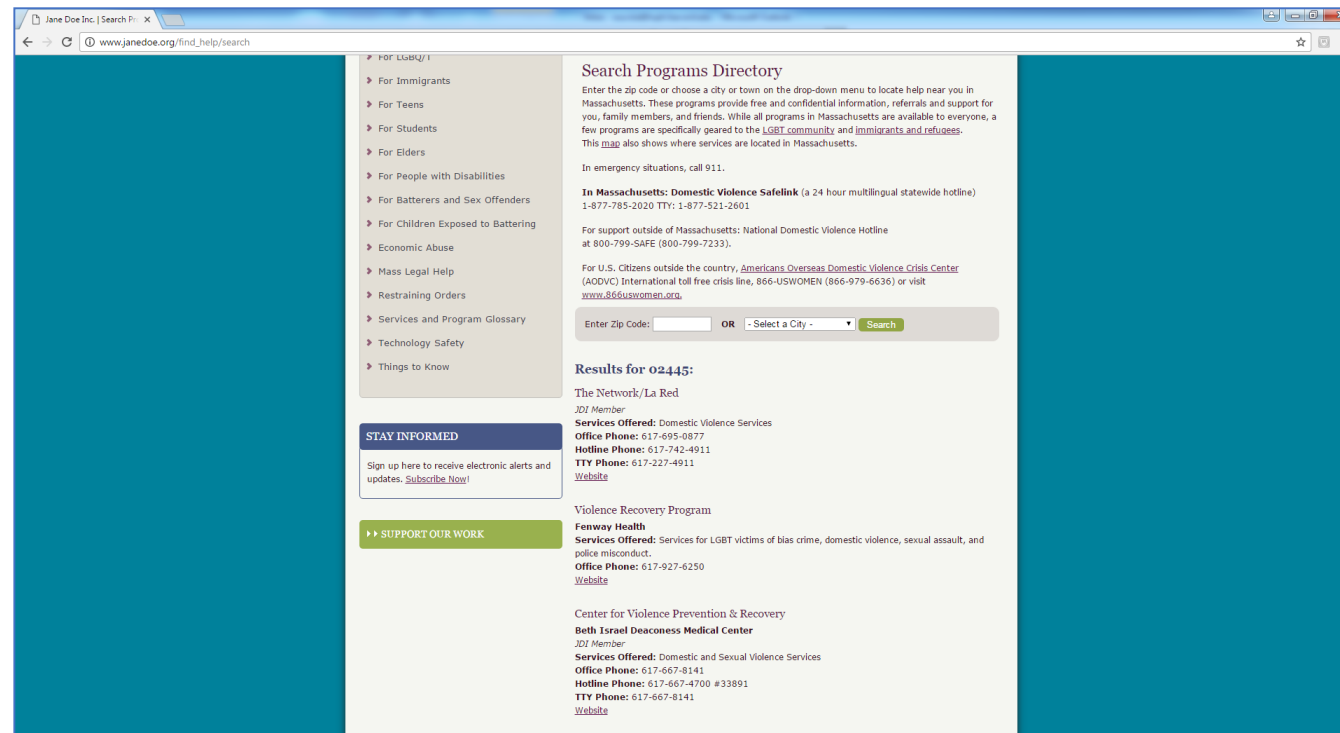 Jane Doe Inc. | Search Pr
www.janedoe.org/find_help/search
For LGBQ/T
For Immigrants
For Teens
For Students
For Elders
For People with Disabilities
For Batterers and Sex Offenders
For Children Exposed to Battering
Economic Abuse
Mass Legal Help
Restraining Orders
Services and Program Glossary
Technology Safety
Things to Know
STAY INFORMED
Sign up here to receive electronic alerts and
updates. Subscribe Now!
SUPPORT OUR WORK
Search Programs Directory
Enter the zip code or choose a city or town on the drop-down menu to locate help near you in
Massachusetts. These programs provide free and confidential information, referrals and support for
you, family members, and friends. While all programs in Massachusetts are available to everyone, a
few programs are specifically geared to the LGBT community and immigrants and refugees.
This map also shows where services are located in Massachusetts.
In emergency situations, call 911.
In Massachusetts: Domestic Violence Safelink (a 24 hour multilingual statewide hotline)
1-877-785-2020 TTY: 1-877-521-2601
For support outside of Massachusetts: National Domestic Violence Hotline
at 800-799-SAFE (800-799-7233).
For U.S. Citizens outside the country, Americans Overseas Domestic Violence Crisis Center
(AODVC) International toll free crisis line, 866-USWOMEN (866-979-6636) or visit
www.866uswomen.org.
Enter Zip Code: OR - Select a City - Search
Results for 02445:
The Network/La Red
JDI Member
Services Offered: Domestic Violence Services
Office Phone: 617-695-0877
Hotline Phone: 617-742-4911
TTY Phone: 617-227-4911
Website
Violence Recovery Program
Fenway Health
Services Offered: Services for LGBT victims of bias crime, domestic violence, sexual assault, and
police misconduct.
Office Phone: 617-927-6250
Website
Center for Violence Prevention & Recovery
Beth Israel Deaconess Medical Center
JDI Member
Services Offered: Domestic and Sexual Violence Services
Office Phone: 617-667-8141
Hotline Phone: 617-667-4700 #33891
TTY Phone: 617-667-8141
Website